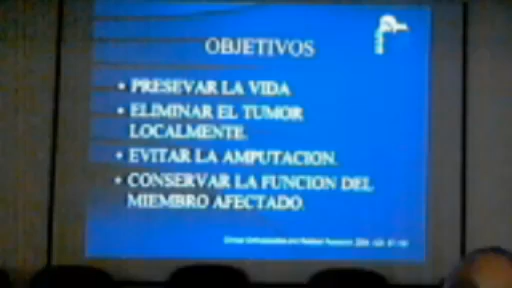 OBJETIVOS
• PRESEVAR LA VIDA
• ELIMINAR EL TUMOR
LOCALMENTE.
• EVITAR LA AMPUTACION.
• CONSERVAR LA FUNCION DEL
MIEMBRO AFECTADO.